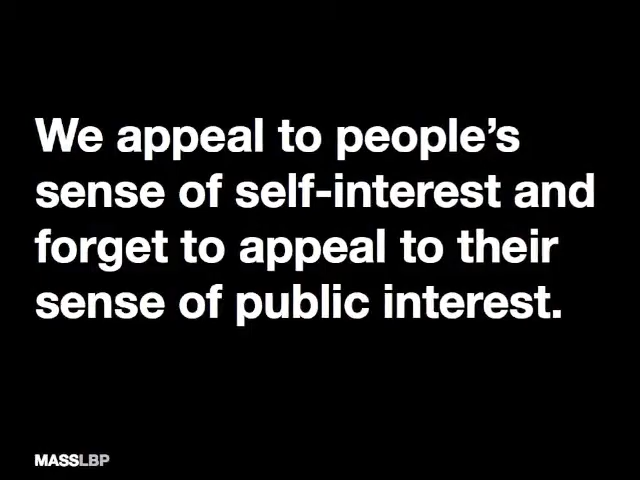 We appeal to people’s
sense of self-interest and
forget to appeal to their
sense of public interest.
MASSLBP